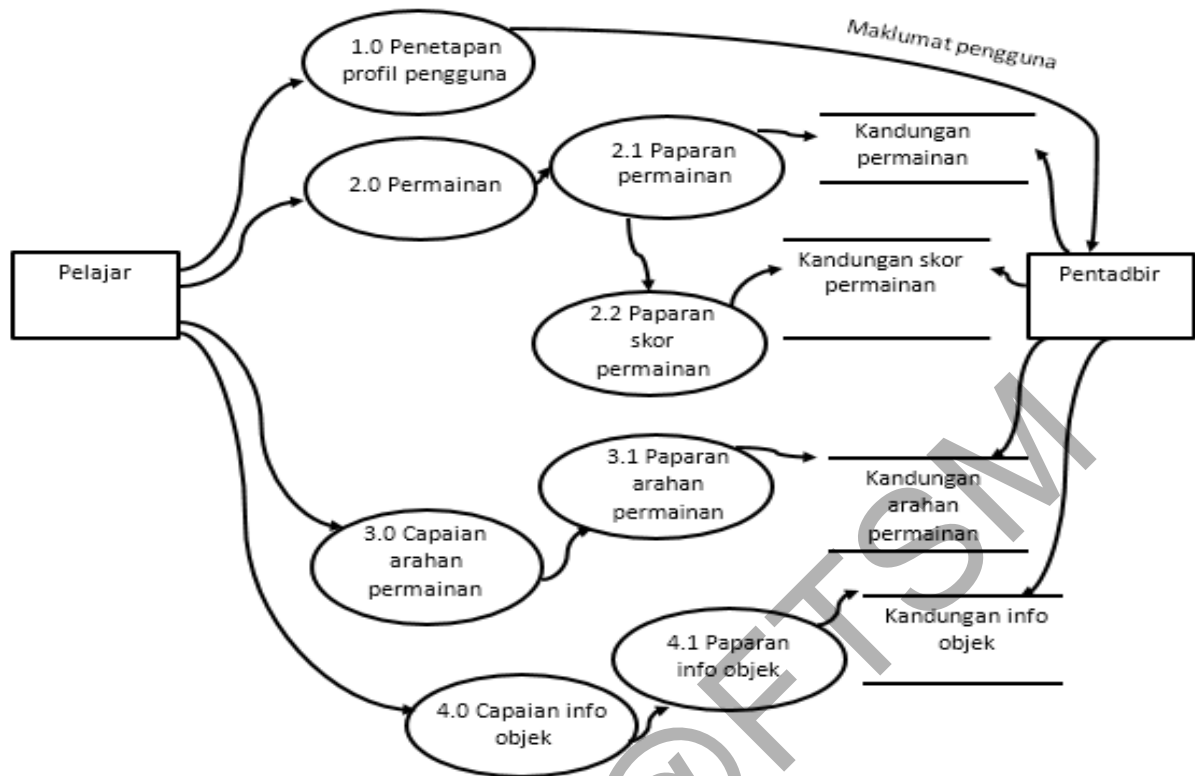 1.0 Penetapan
profil pengguna
Maklumat pengguna
2.0 Permainan
2.1 Paparan
permainan
Kandungan
permainan
Pelajar
Kandungan skor
permainan
Pentadbir
2.2 Paparan
skor
permainan
3.1 Paparan
arahan
permainan
Kandungan
arahan
permainan
3.0 Capaian
arahan
permainan
4.1 Paparan
info objek
Kandungan info
objek
4.0 Capaian info
objek
@FTSM